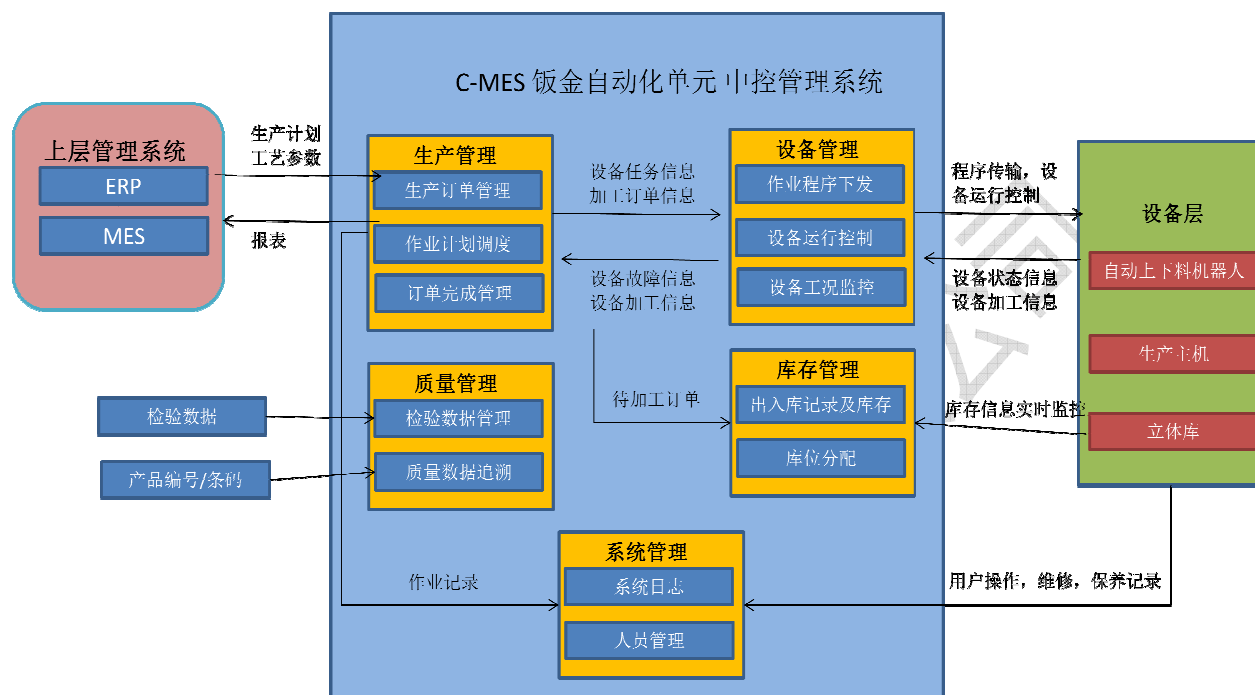 C-MES 钣金自动化单元 中控管理系统
上层管理系统
ERP
MES
生产计划
工艺参数
报表
生产管理
生产订单管理
作业计划调度
订单完成管理
设备任务信息
加工订单信息
设备故障信息
设备加工信息
设备管理
作业程序下发
设备运行控制
设备工况监控
程序传输，设
备运行控制
设备状态信息
设备加工信息
设备层
自动上下料机器人
生产主机
立体库
质量管理
检验数据管理
质量数据追溯
检验数据
产品编号/条码
待加工订单
库存管理
出入库记录及库存
库位分配
库存信息实时监控
系统管理
系统日志
人员管理
作业记录
用户操作，维修，保养记录